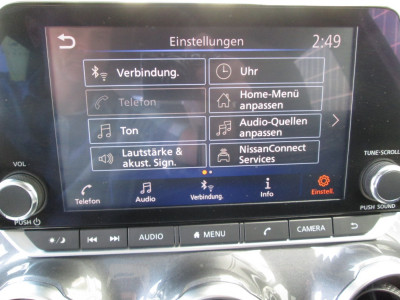 Einstellungen 2:49
Verbindung. Uhr
Telefon Home-Menü
anpassen
Ton Audio-Quellen
anpassen
Lautstärke &
akust. Sign. NissanConnect
Services
VOL TUNE-SCROLL
Telefon Audio Verbindung. Info Einstell.
PUSH PUSH SOUND
AUDIO MENU CAMERA